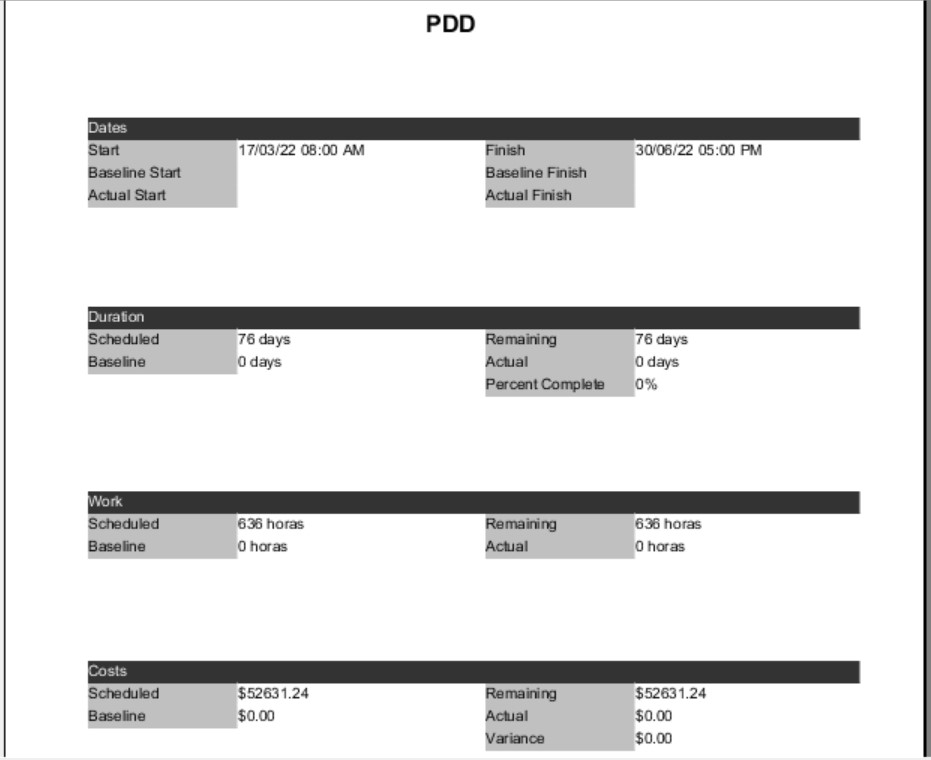 PDD
Dates
Start 17/03/22 08:00 AM Finish 30/06/22 05:00 PM
Baseline Start Baseline Finish
Actual Start Actual Finish
Duration
Scheduled 76 days Remaining 76 days
Baseline 0 days Actual 0 days
Percent Complete 0%
Work
Scheduled 636 horas Remaining 636 horas
Baseline 0 horas Actual 0 horas
Costs
Scheduled $52631.24 Remaining $52631.24
Baseline $0.00 Actual $0.00
Variance $0.00